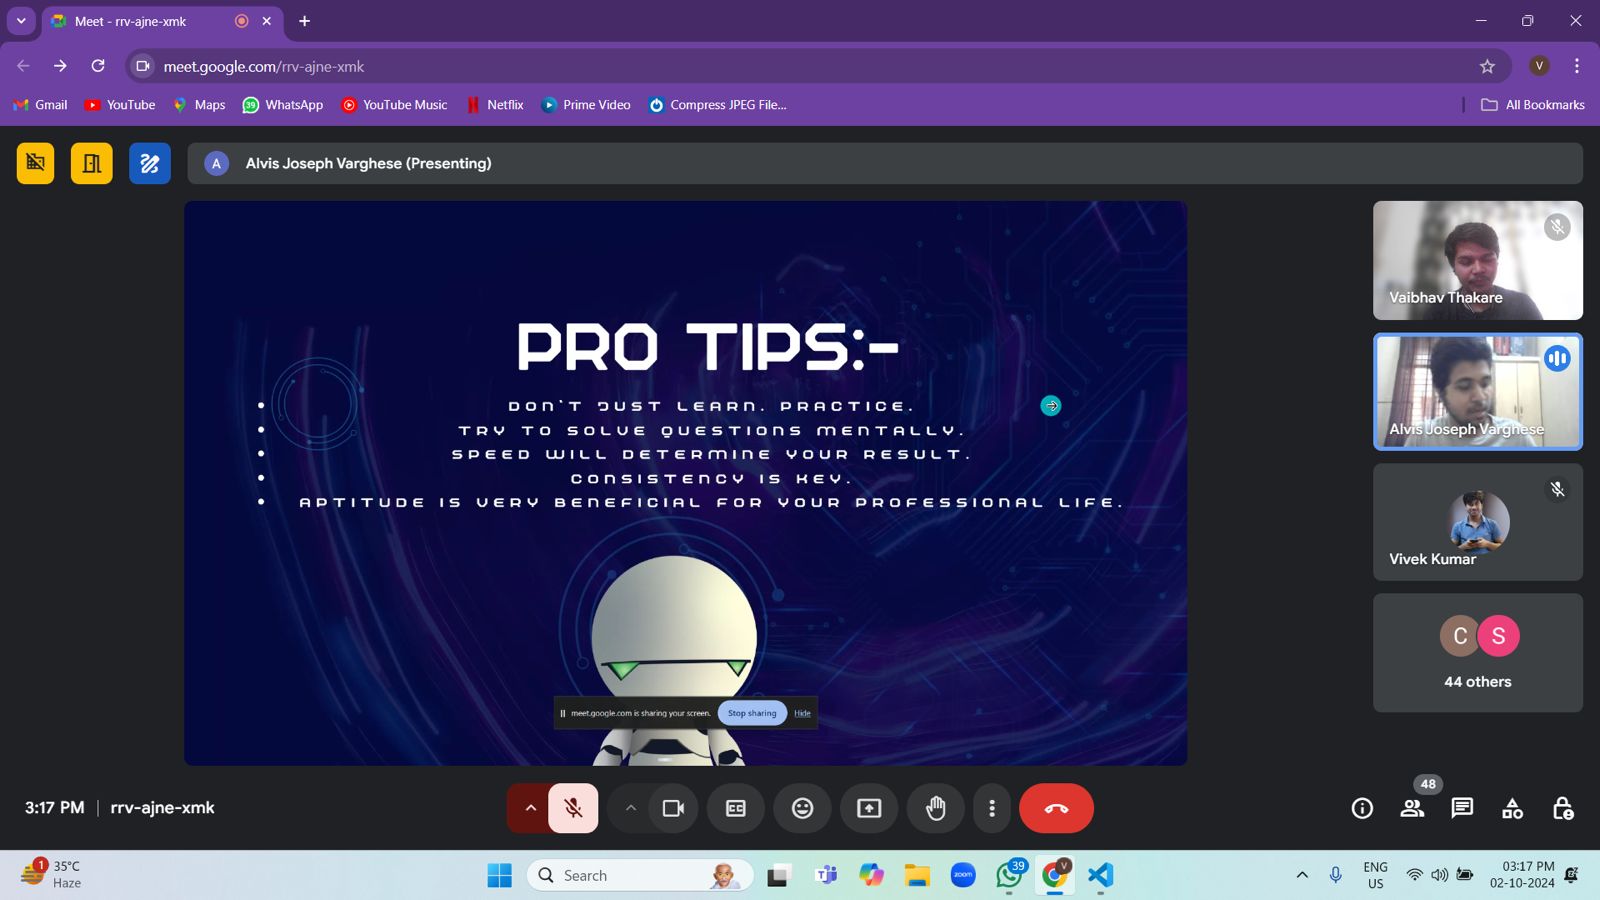 Meet - rrv-ajne-xmk
meet.google.com/rrv-ajne-xmk
V
Gmail
YouTube
Maps
39
WhatsApp
YouTube Music
Netflix
Prime Video
Compress JPEG File...
All Bookmarks
A
Alvis Joseph Varghese (Presenting)
PRO TIPS:-
• DON'T JUST LEARN. PRACTICE.
• TRY TO SOLVE QUESTIONS MENTALLY.
• SPEED WILL DETERMINE YOUR RESULT.
• CONSISTENCY IS KEY.
• APTITUDE IS VERY BENEFICIAL FOR YOUR PROFESSIONAL LIFE.
meet.google.com is sharing your screen. Stop sharing Hide
Vaibhav Thakare
Alvis Joseph Varghese
Vivek Kumar
C S
44 others
3:17 PM | rrv-ajne-xmk
CC
48
1
35°C
Haze
Search
T
zoom
39
V
ENG
US
03:17 PM
02-10-2024